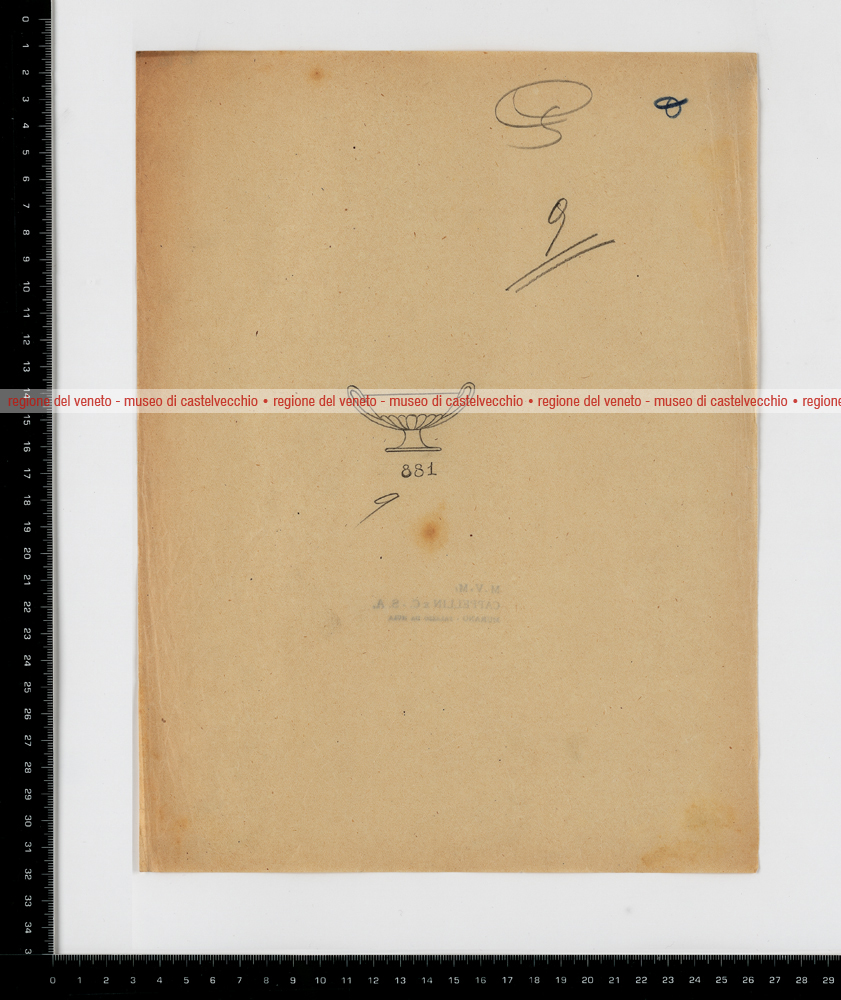 9
regione del veneto - museo di castelvecchio • regione del veneto - museo di castelvecchio • regione del veneto - museo di castelvecchio • regione
881
9
M.V.M.
CAPPELLIN & C. - S. A.
MURANO
0 1 2 3 4 5 6 7 8 9 10 11 12 13 14 15 16 17 18 19 20 21 22 23 24 25 26 27 28 29 30 31 32 33 34 3
0 1 2 3 4 5 6 7 8 9 10 11 12 13 14 15 16 17 18 19 20 21 22 23 24 25 26 27 28 29